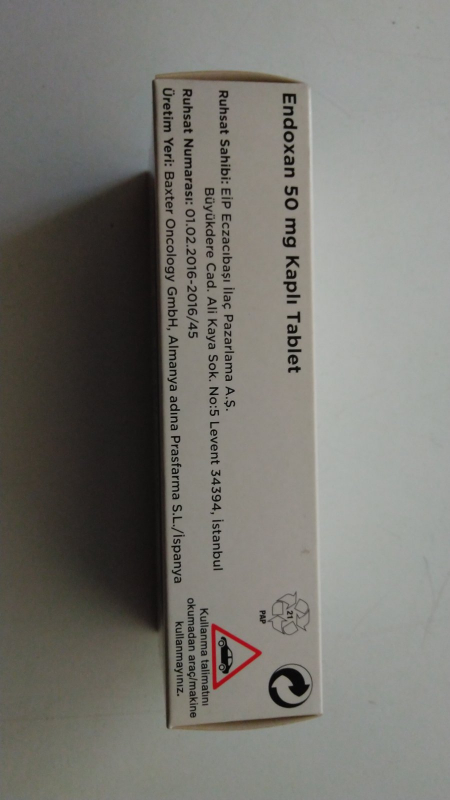 Endoxan 50 mg Kaplı Tablet
Ruhsat Sahibi: EİP Eczacıbaşı İlaç Pazarlama A.Ş.
Büyükdere Cad. Ali Kaya Sok. No:5 Levent 34394, İstanbul
Ruhsat Numarası: 01.02.2016-2016/45
Üretim Yeri: Baxter Oncology GmbH, Almanya adına Prasfarma S.L./İspanya
21
PAP
Kullanma talimatını
okumadan araç/makine
kullanmayınız.